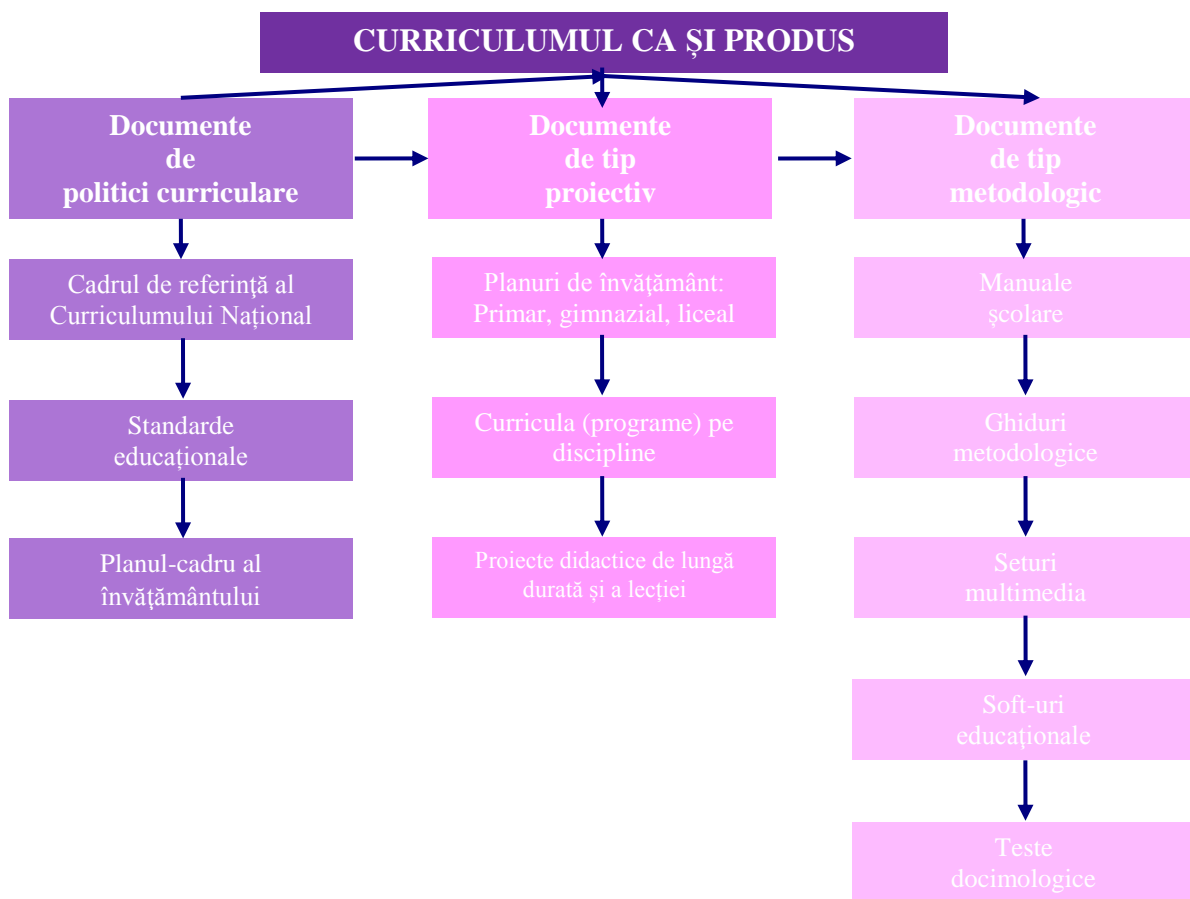 CURRICULUMUL CA ȘI PRODUS
Documente
de
politici curriculare
Cadrul de referință al
Curriculumului Național
Standarde
educaționale
Planul-cadru al
învățământului
Documente
de tip
proiectiv
Planuri de învățământ:
Primar, gimnazial, liceal
Curricula (programe) pe
discipline
Proiecte didactice de lungă
durată și a lecției
Documente
de tip
metodologic
Manuale
școlare
Ghiduri
metodologice
Seturi
multimedia
Soft-uri
educaționale
Teste
docimologice